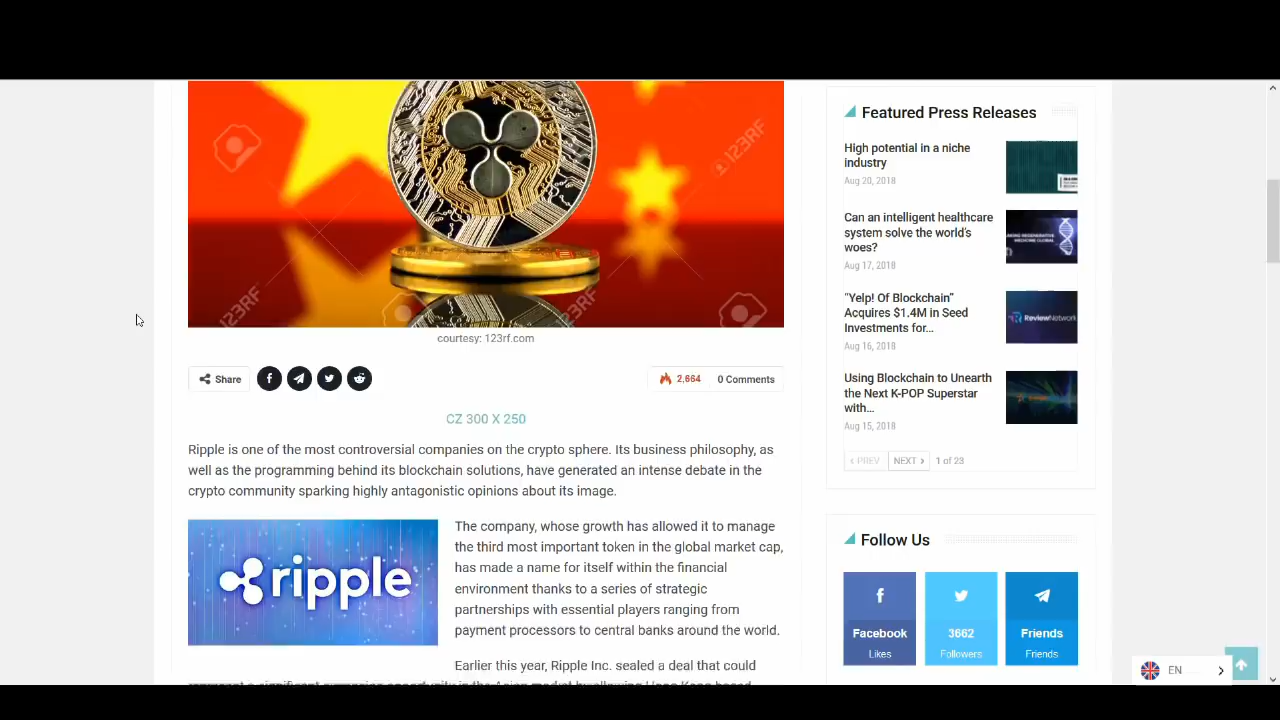 123RF
123RF
123RF
courtesy: 123rf.com
Share
2,664
0 Comments
CZ 300 X 250
Ripple is one of the most controversial companies on the crypto sphere. Its business philosophy, as
well as the programming behind its blockchain solutions, have generated an intense debate in the
crypto community sparking highly antagonistic opinions about its image.
ripple
The company, whose growth has allowed it to manage
the third most important token in the global market cap,
has made a name for itself within the financial
environment thanks to a series of strategic
partnerships with essential players ranging from
payment processors to central banks around the world.
Earlier this year, Ripple Inc. sealed a deal that could
Featured Press Releases
High potential in a niche
industry
Aug 20, 2018
Can an intelligent healthcare
system solve the world's
woes?
Aug 17, 2018
“Yelp! Of Blockchain”
Acquires $1.4M in Seed
Investments for...
Aug 16, 2018
ReviewNetwork
Using Blockchain to Unearth
the Next K-POP Superstar
with...
Aug 15, 2018
PREV
NEXT
1 of 23
Follow Us
Facebook
Likes
3662
Followers
Friends
Friends
EN